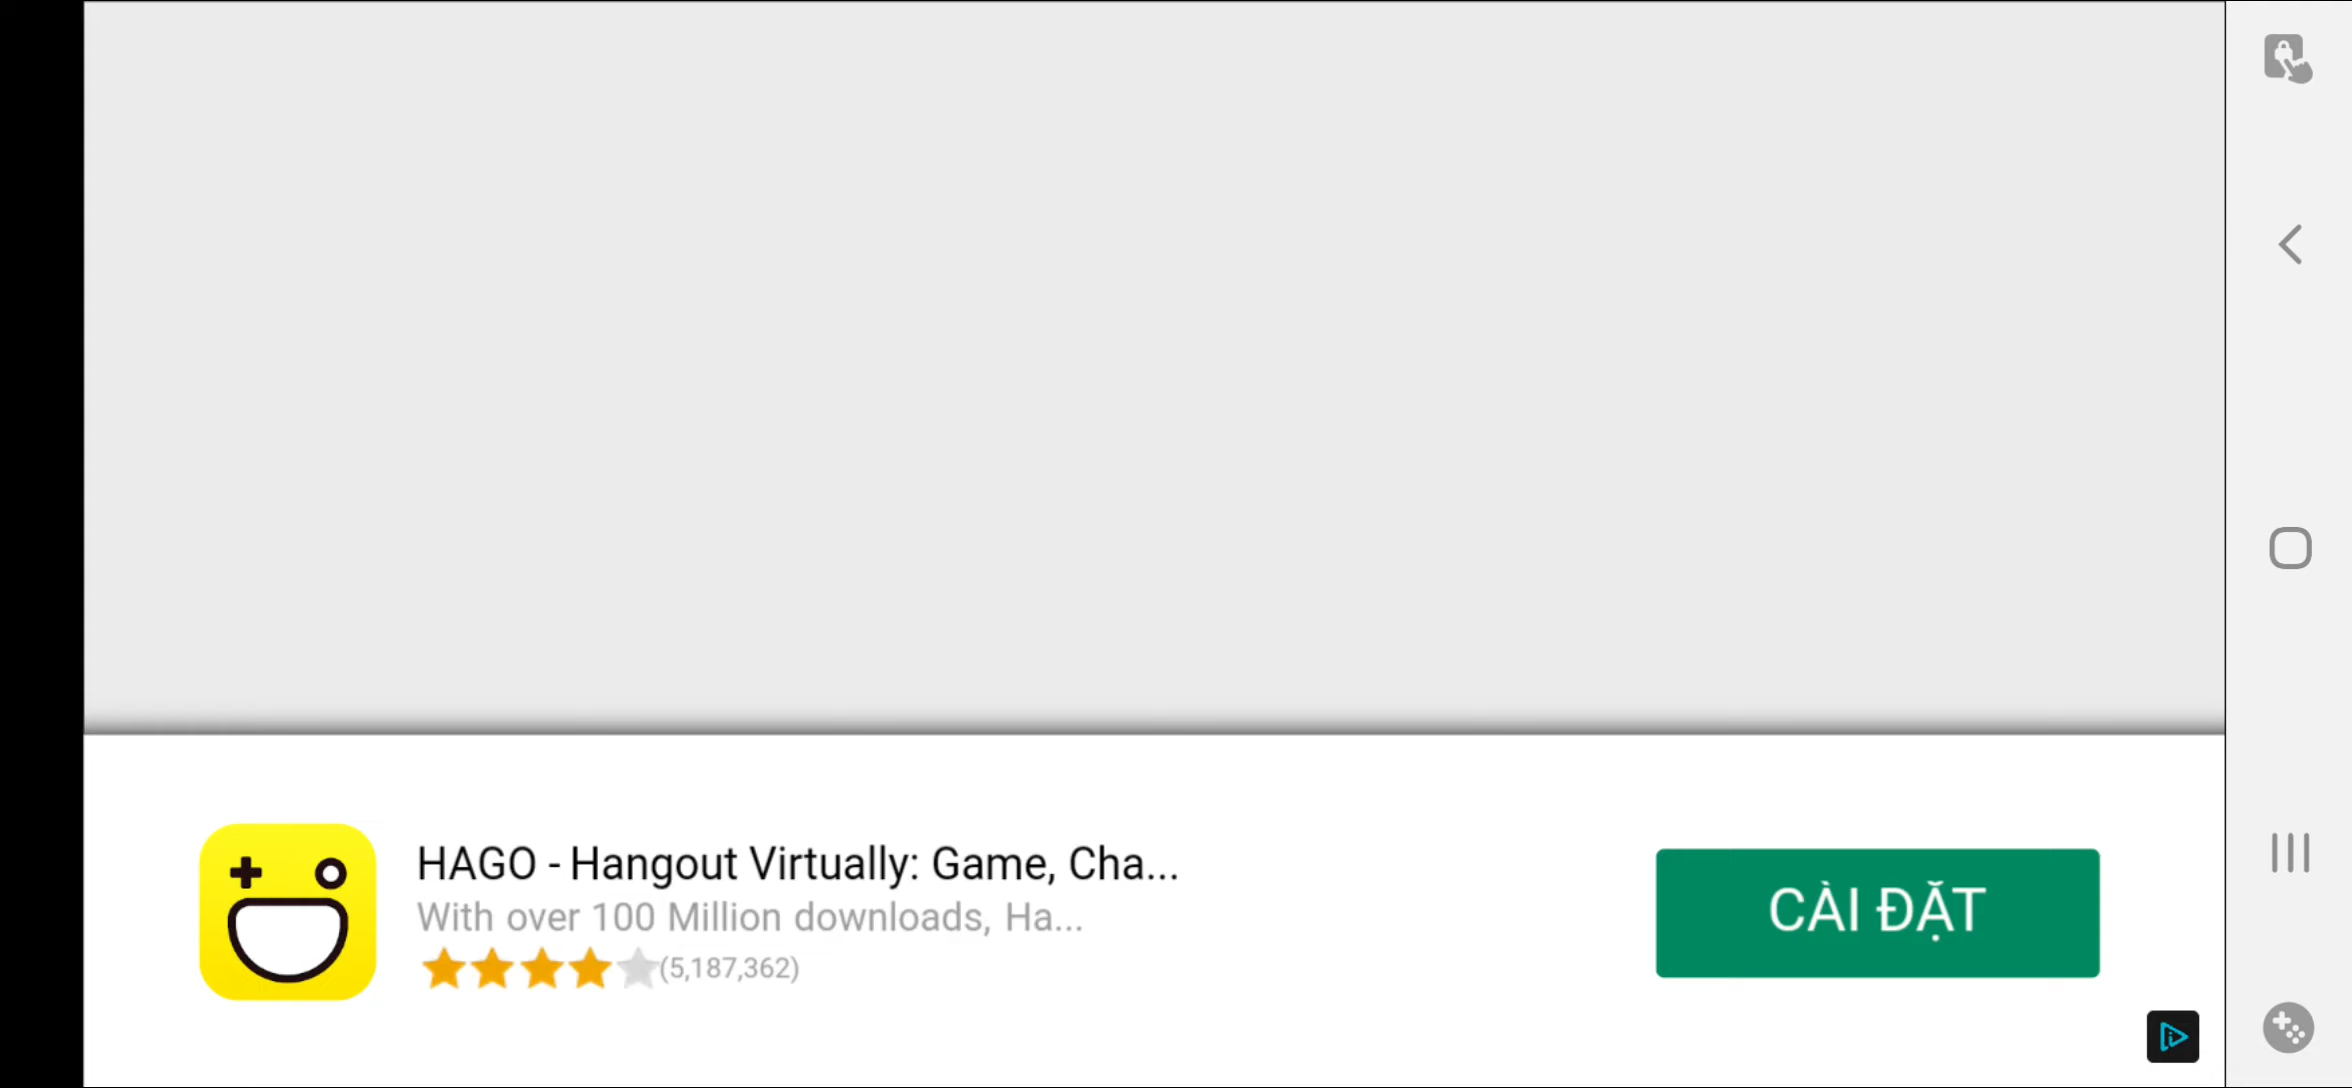 HAGO - Hangout Virtually: Game, Cha...
With over 100 Million downloads, Ha...
(5,187,362)
CÀI ĐẶT